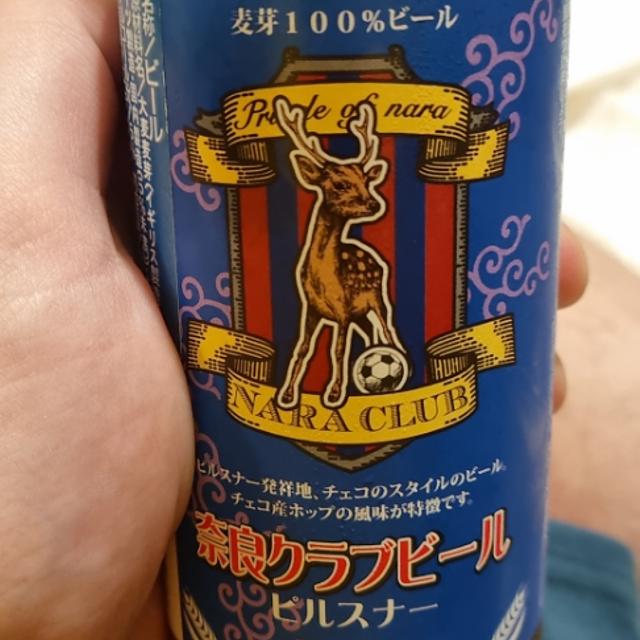 麦芽100%ビール
Pride of nara
NARA CLUB
ピルスナー発祥地、チェコのスタイルのビール。
チェコ産ホップの風味が特徴です。
奈良クラブビール
ピルスナー